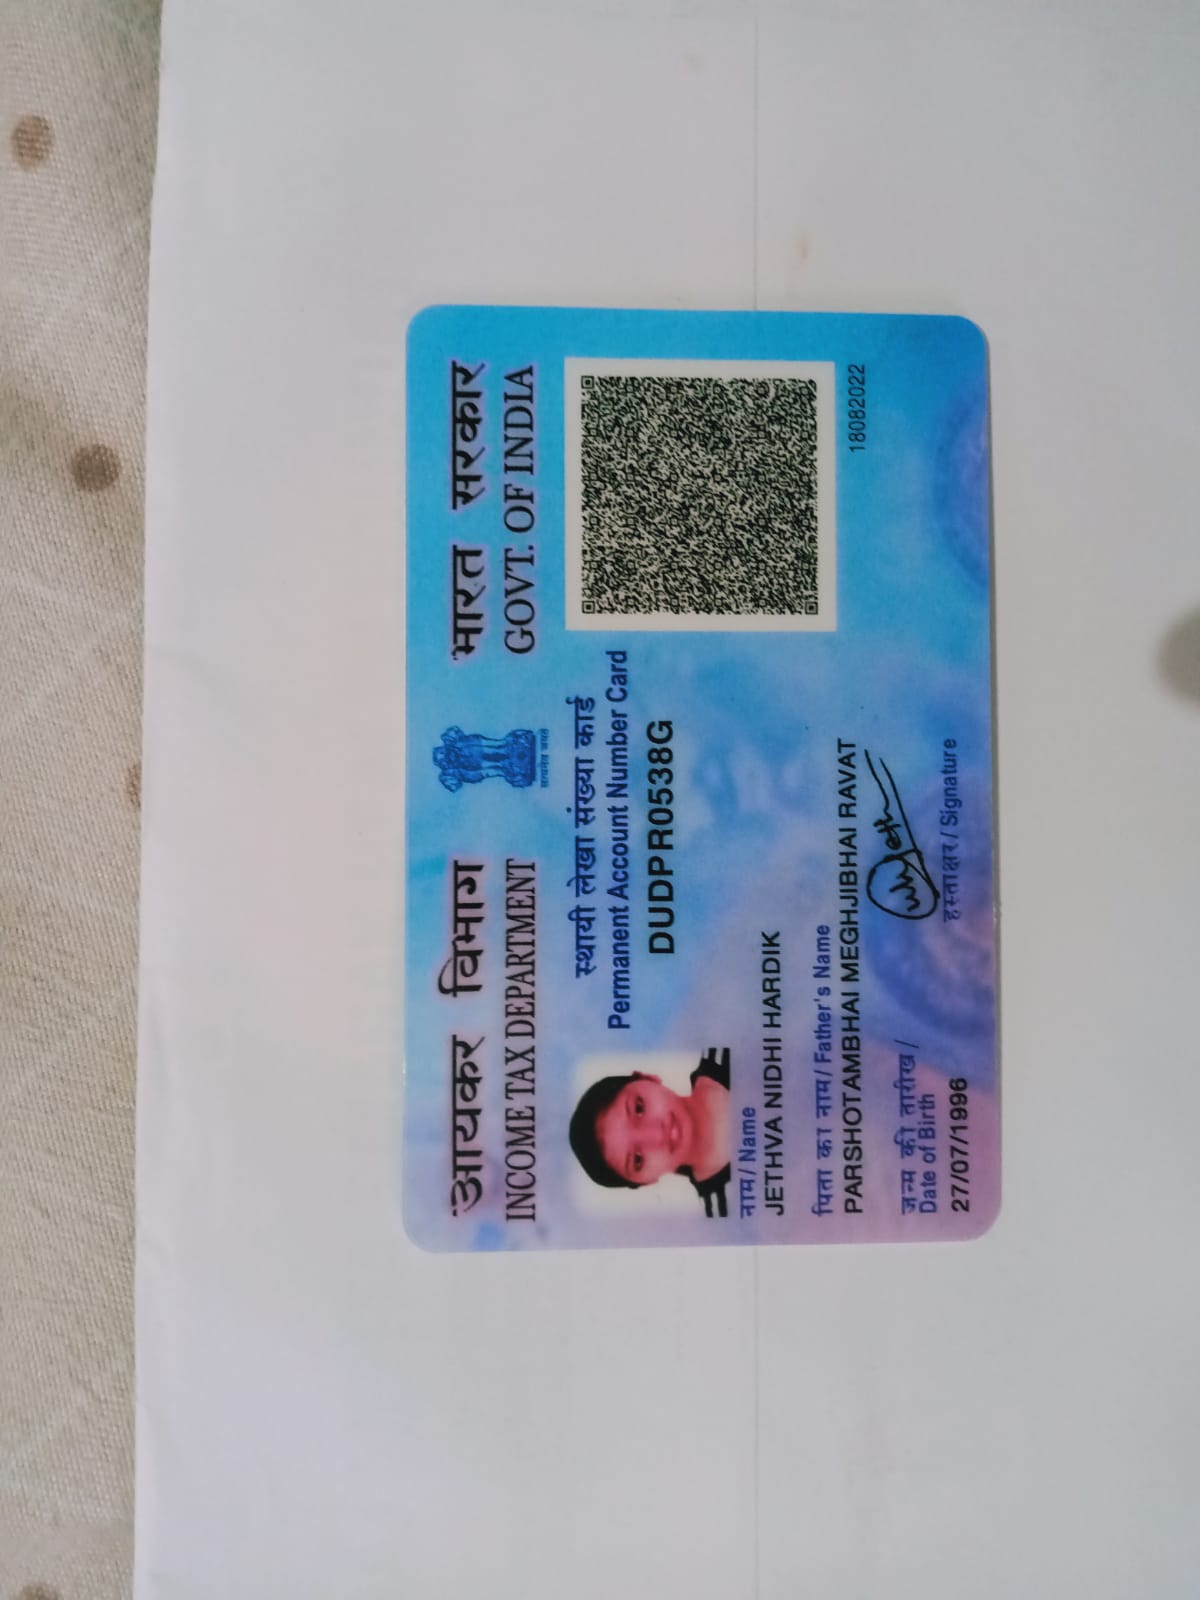 आयकर विभाग
INCOME TAX DEPARTMENT
सत्यमेव जयते
भारत सरकार
GOVT. OF INDIA
स्थायी लेखा संख्या कार्ड
Permanent Account Number Card
DUDPR0538G
नाम / Name
JETHVA NIDHI HARDIK
पिता का नाम / Father's Name
PARSHOTAMBHAI MEGHJIBHAI RAVAT
जन्म की तारीख /
Date of Birth
27/07/1996
हस्ताक्षर / Signature
18082022